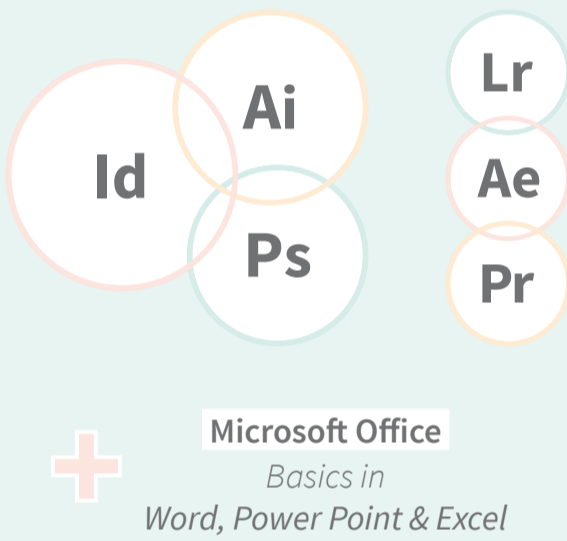 Id
Ai
Ps
Lr
Ae
Pr
Microsoft Office
Basics in
Word, Power Point & Excel